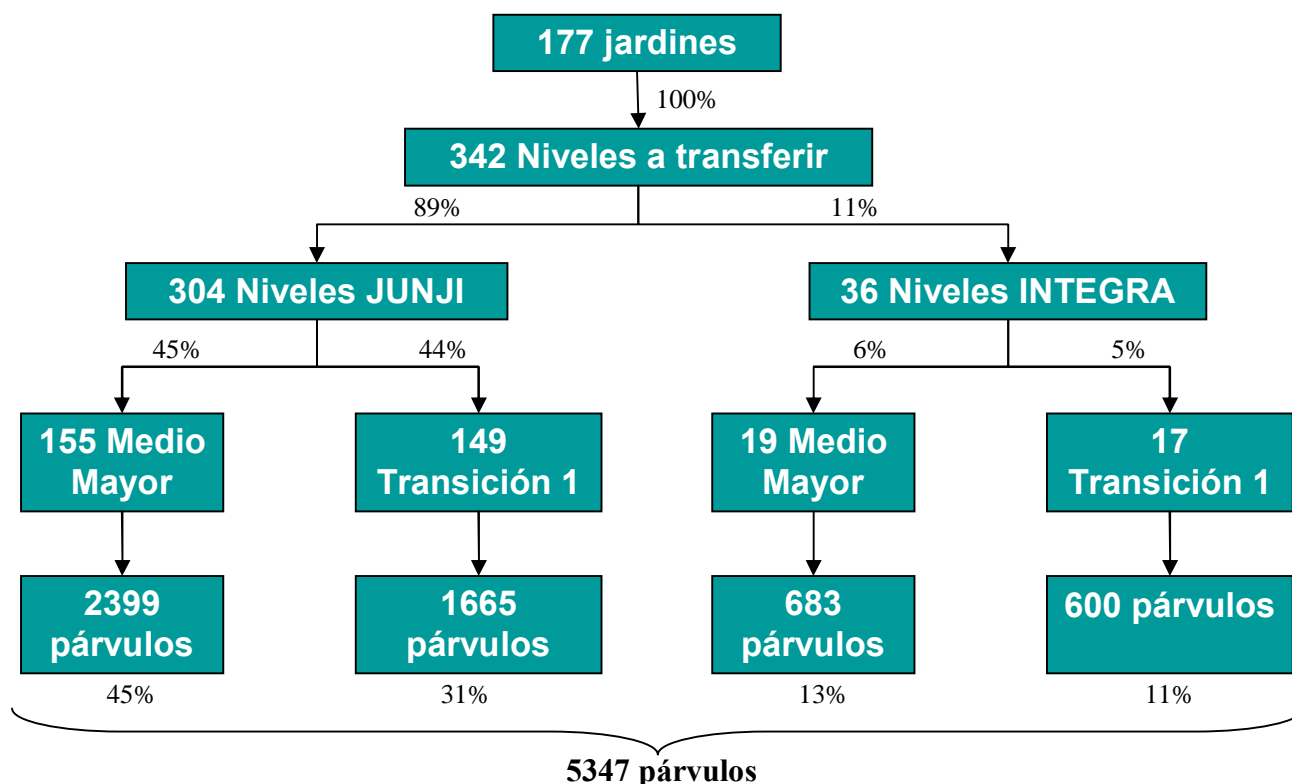 177 jardines
100%
342 Niveles a transferir
89%
11%
304 Niveles JUNJI
36 Niveles INTEGRA
45%
44%
6%
5%
155 Medio
Mayor
149
Transición 1
19 Medio
Mayor
17
Transición 1
2399
párvulos
1665
párvulos
683
párvulos
600 párvulos
45%
31%
13%
11%
5347 párvulos